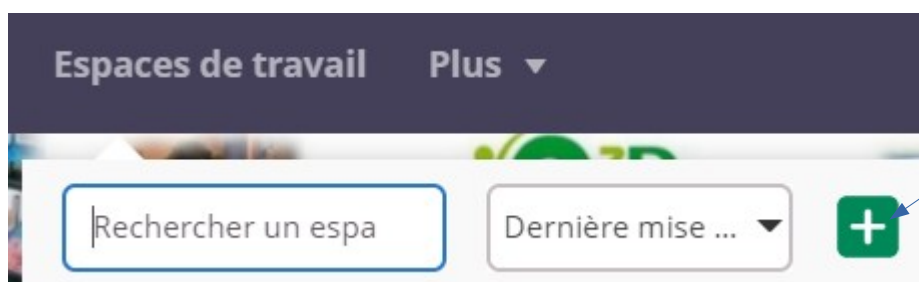 Espaces de travail Plus
Rechercher un espa Dernière mise ...